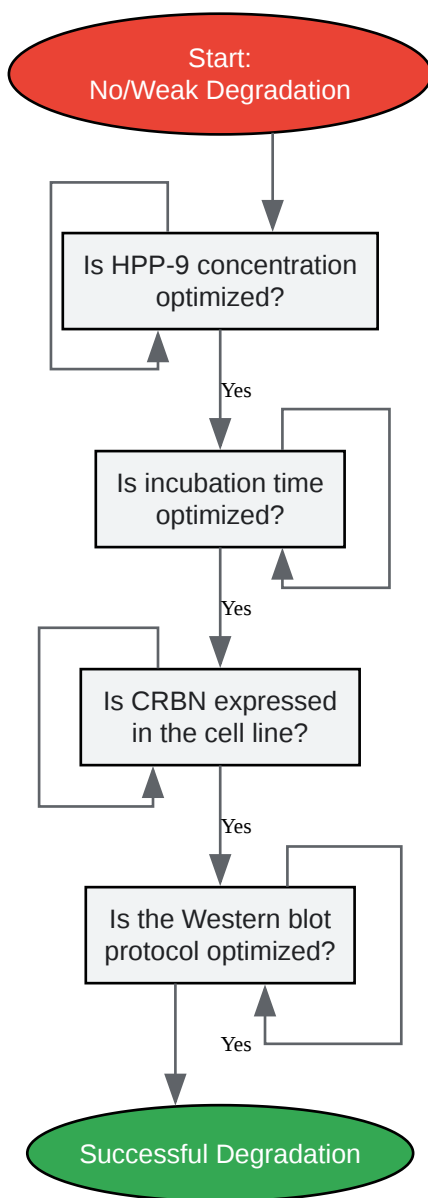 Start:
No/Weak Degradation
Is HPP-9 concentration
optimized?
Yes
Is incubation time
optimized?
Yes
Is CRBN expressed
in the cell line?
Yes
Is the Western blot
protocol optimized?
Yes
Successful Degradation